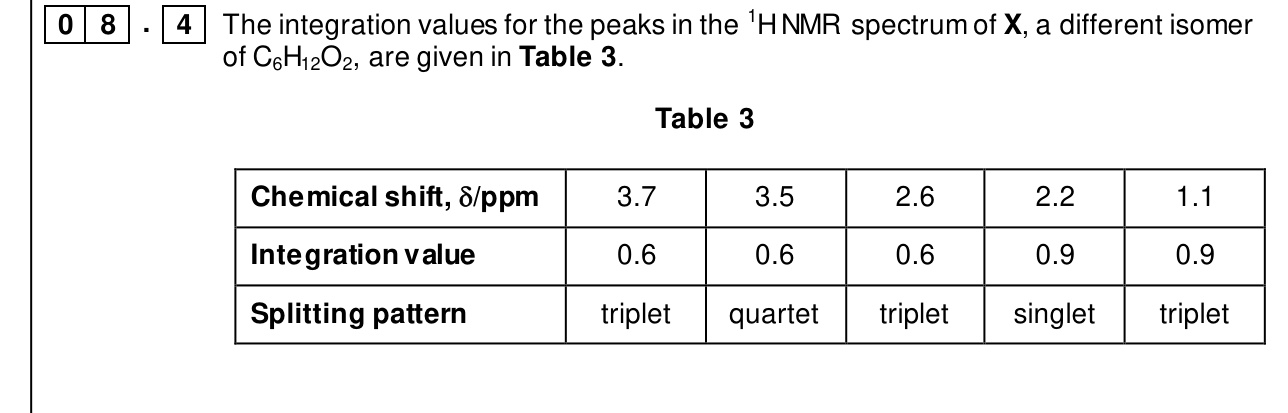 0 8 . 4 The integration values for the peaks in the ¹H NMR spectrum of X, a different isomer
of C₆H₁₂O₂, are given in Table 3.
Table 3
Chemical shift, δ/ppm 3.7 3.5 2.6 2.2 1.1
Integration value 0.6 0.6 0.6 0.9 0.9
Splitting pattern triplet quartet triplet singlet triplet